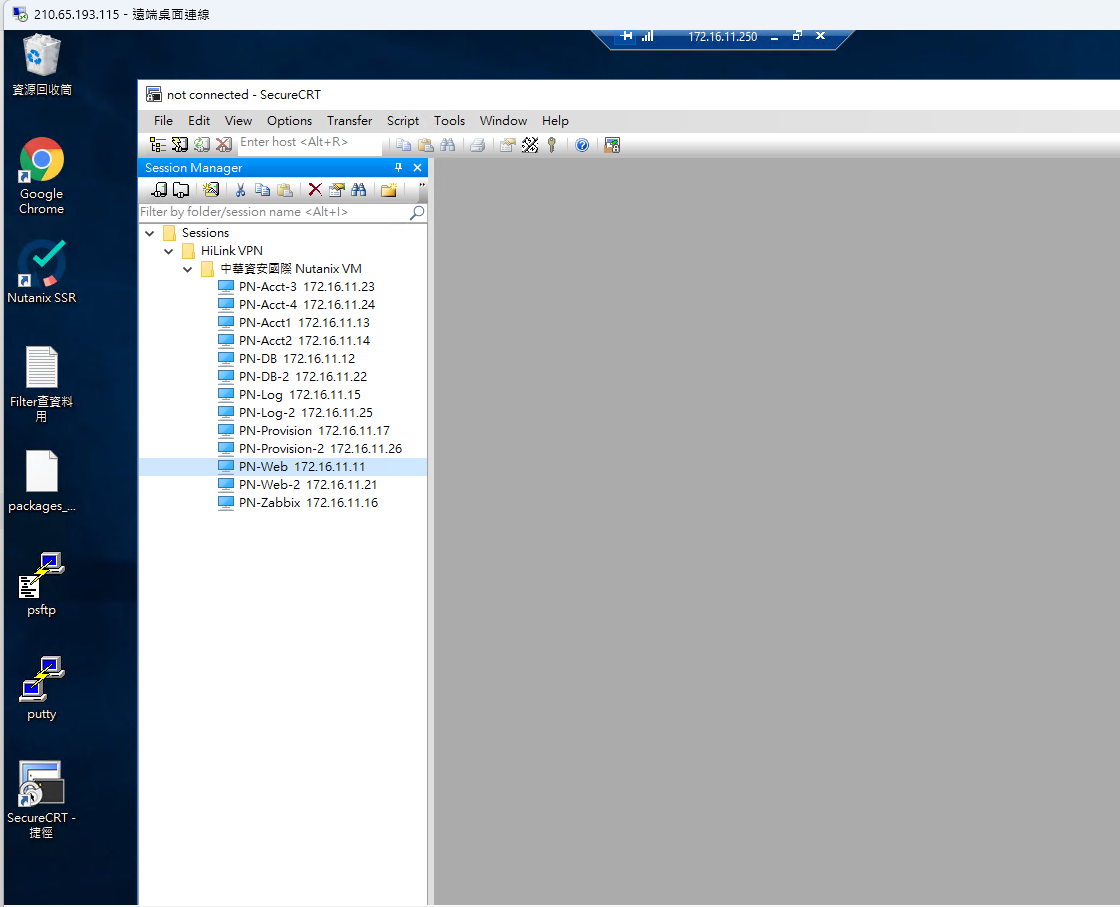 210.65.193.115 - 遠端桌面連線
172.16.11.250
資源回收筒
Google
Chrome
Nutanix SSR
Filter查資料
用
packages_...
psftp
putty
SecureCRT -
捷徑
not connected - SecureCRT
File Edit View Options Transfer Script Tools Window Help
Enter host <Alt+R>
Session Manager
Filter by folder/session name <Alt+I>
Sessions
HiLink VPN
中華資安國際 Nutanix VM
PN-Acct-3 172.16.11.23
PN-Acct-4 172.16.11.24
PN-Acct1 172.16.11.13
PN-Acct2 172.16.11.14
PN-DB 172.16.11.12
PN-DB-2 172.16.11.22
PN-Log 172.16.11.15
PN-Log-2 172.16.11.25
PN-Provision 172.16.11.17
PN-Provision-2 172.16.11.26
PN-Web 172.16.11.11
PN-Web-2 172.16.11.21
PN-Zabbix 172.16.11.16